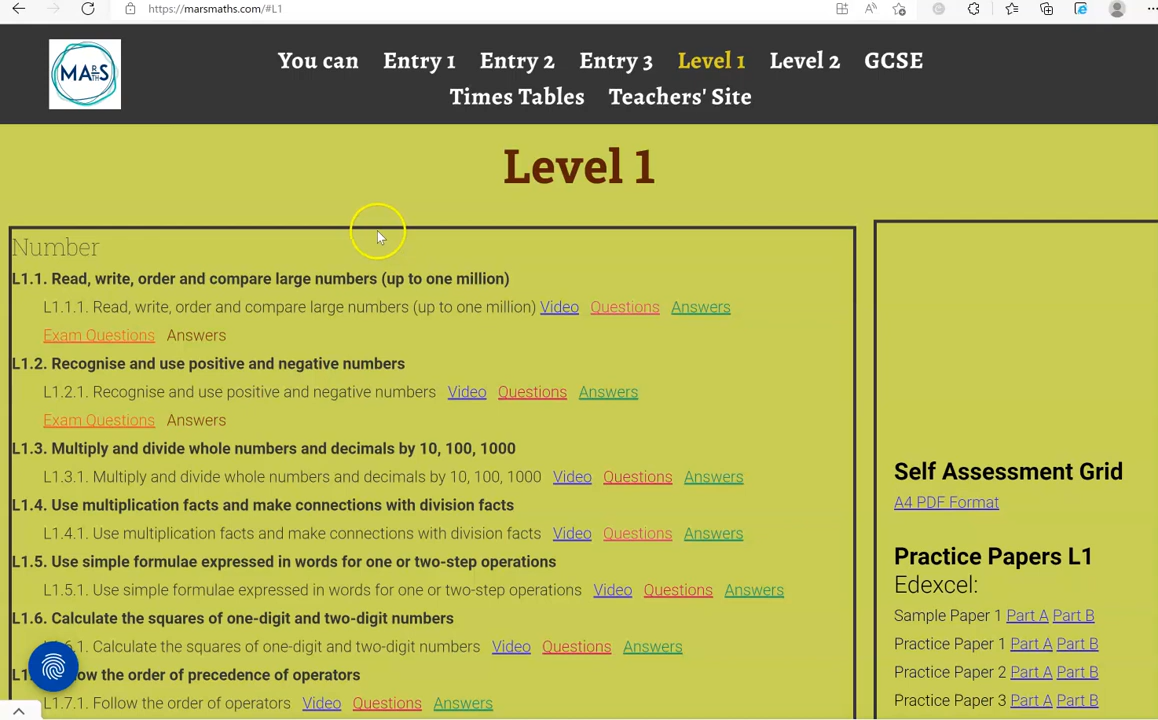 https://marsmaths.com/#L1
MARS
MATH
You can Entry 1 Entry 2 Entry 3 Level 1 Level 2 GCSE
Times Tables Teachers' Site
Level 1
Number
L1.1. Read, write, order and compare large numbers (up to one million)
L1.1.1. Read, write, order and compare large numbers (up to one million) Video Questions Answers
Exam Questions Answers
L1.2. Recognise and use positive and negative numbers
L1.2.1. Recognise and use positive and negative numbers Video Questions Answers
Exam Questions Answers
L1.3. Multiply and divide whole numbers and decimals by 10, 100, 1000
L1.3.1. Multiply and divide whole numbers and decimals by 10, 100, 1000 Video Questions Answers
L1.4. Use multiplication facts and make connections with division facts
L1.4.1. Use multiplication facts and make connections with division facts Video Questions Answers
L1.5. Use simple formulae expressed in words for one or two-step operations
L1.5.1. Use simple formulae expressed in words for one or two-step operations Video Questions Answers
L1.6. Calculate the squares of one-digit and two-digit numbers
6.1. Calculate the squares of one-digit and two-digit numbers Video Questions Answers
L1 ow the order of precedence of operators
L1.7.1. Follow the order of operators Video Questions Answers
Self Assessment Grid
A4 PDF Format
Practice Papers L1
Edexcel:
Sample Paper 1 Part A Part B
Practice Paper 1 Part A Part B
Practice Paper 2 Part A Part B
Practice Paper 3 Part A Part B